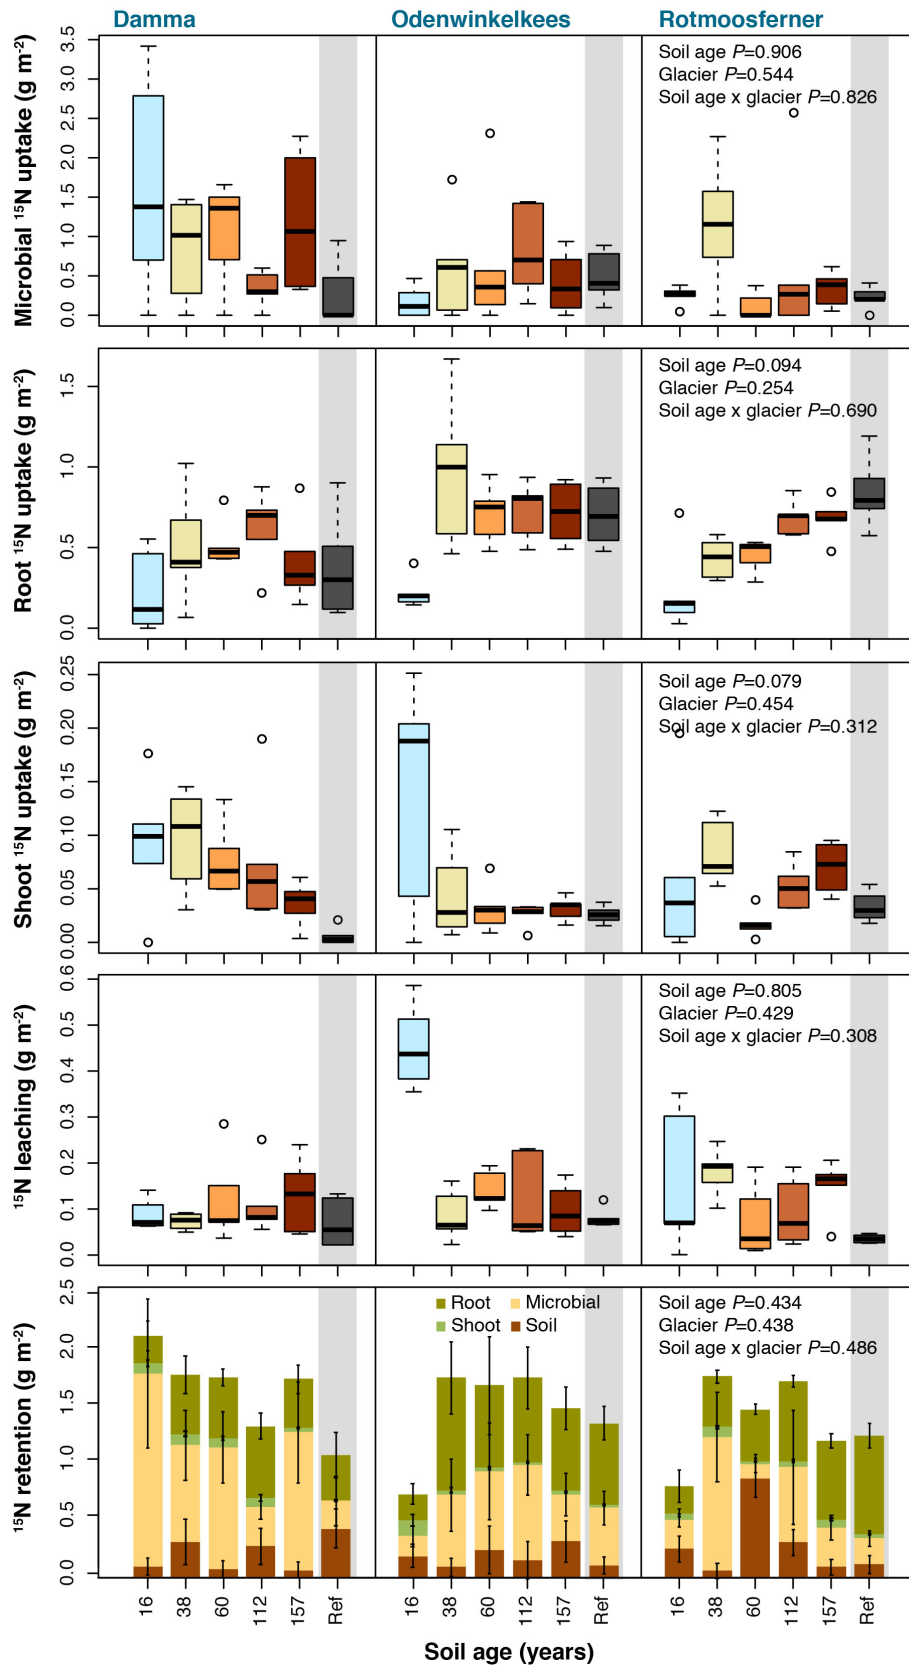 Damma Odenwinkelkees Rotmoosferner
Microbial ¹⁵N uptake (g m⁻²)
3.5
3.0
2.5
2.0
1.5
1.0
0.5
0.0
Soil age P=0.906
Glacier P=0.544
Soil age x glacier P=0.826
Root ¹⁵N uptake (g m⁻²)
1.5
1.0
0.5
0.0
Soil age P=0.094
Glacier P=0.254
Soil age x glacier P=0.690
Shoot ¹⁵N uptake (g m⁻²)
0.25
0.20
0.15
0.10
0.05
0.00
Soil age P=0.079
Glacier P=0.454
Soil age x glacier P=0.312
¹⁵N leaching (g m⁻²)
0.6
0.5
0.4
0.3
0.2
0.1
0.0
Soil age P=0.805
Glacier P=0.429
Soil age x glacier P=0.308
¹⁵N retention (g m⁻²)
2.5
2.0
1.5
1.0
0.5
0.0
Root Microbial
Shoot Soil
Soil age P=0.434
Glacier P=0.438
Soil age x glacier P=0.486
16 38 60 112 157 Ref 16 38 60 112 157 Ref 16 38 60 112 157 Ref
Soil age (years)